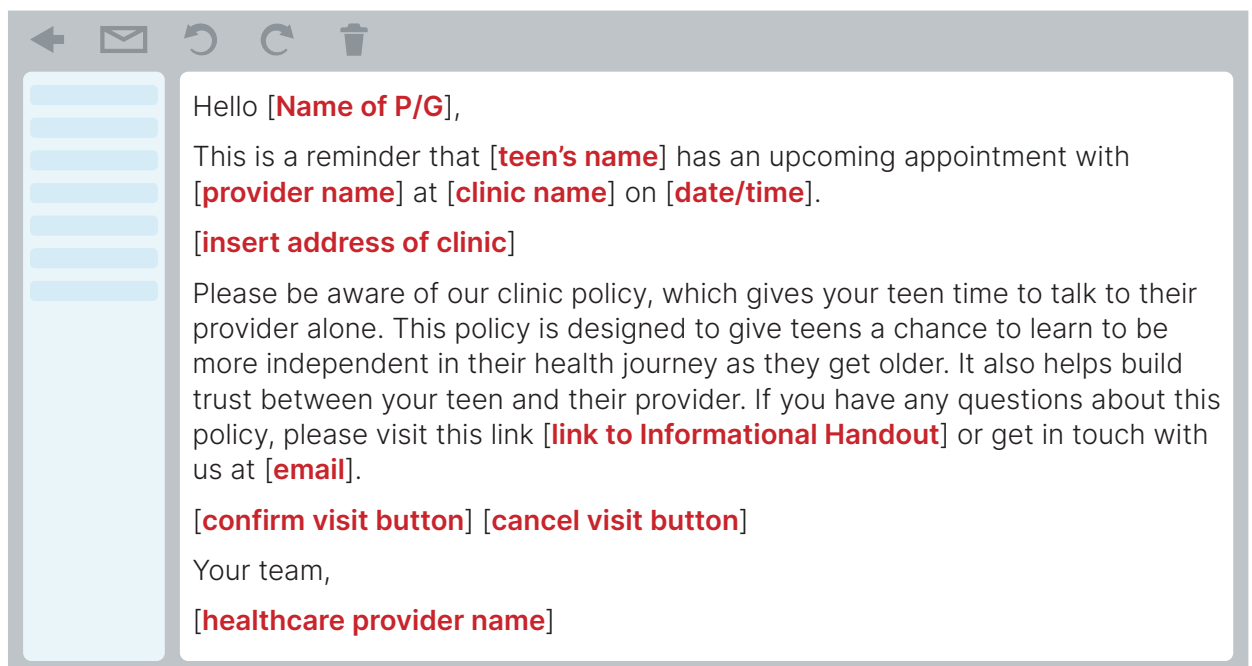 Hello [Name of P/G],
This is a reminder that [teen’s name] has an upcoming appointment with
[provider name] at [clinic name] on [date/time].
[insert address of clinic]
Please be aware of our clinic policy, which gives your teen time to talk to their
provider alone. This policy is designed to give teens a chance to learn to be
more independent in their health journey as they get older. It also helps build
trust between your teen and their provider. If you have any questions about this
policy, please visit this link [link to Informational Handout] or get in touch with
us at [email].
[confirm visit button] [cancel visit button]
Your team,
[healthcare provider name]